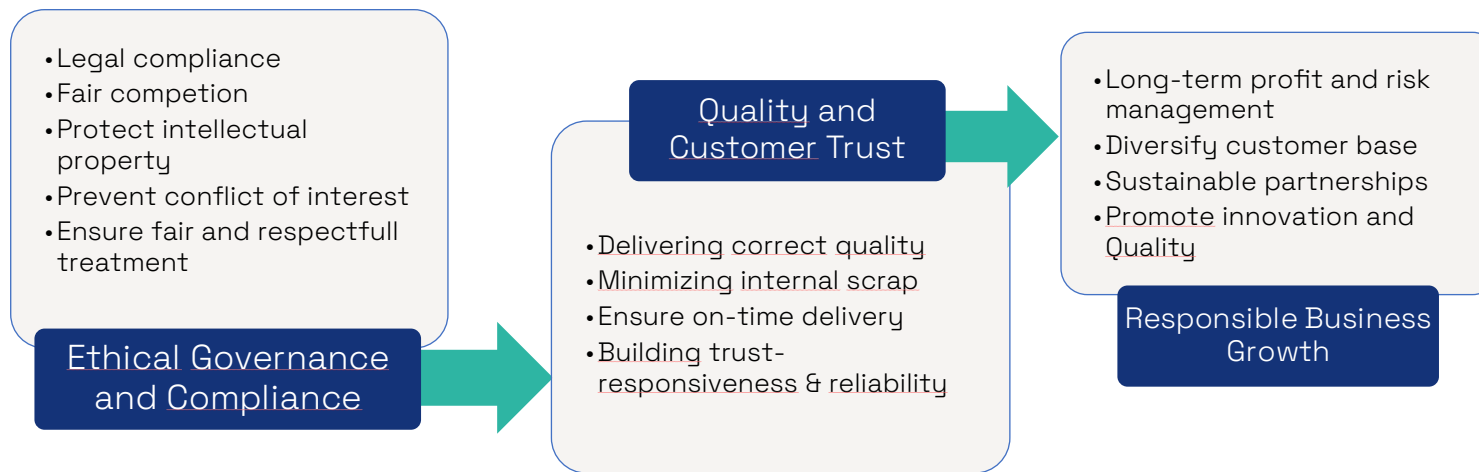 •Legal compliance
•Fair competion
•Protect intellectual
property
•Prevent conflict of interest
•Ensure fair and respectfull
treatment
Ethical Governance
and Compliance
Quality and
Customer Trust
•Delivering correct quality
•Minimizing internal scrap
•Ensure on-time delivery
•Building trust-
responsiveness & reliability
•Long-term profit and risk
management
•Diversify customer base
•Sustainable partnerships
•Promote innovation and
Quality
Responsible Business
Growth